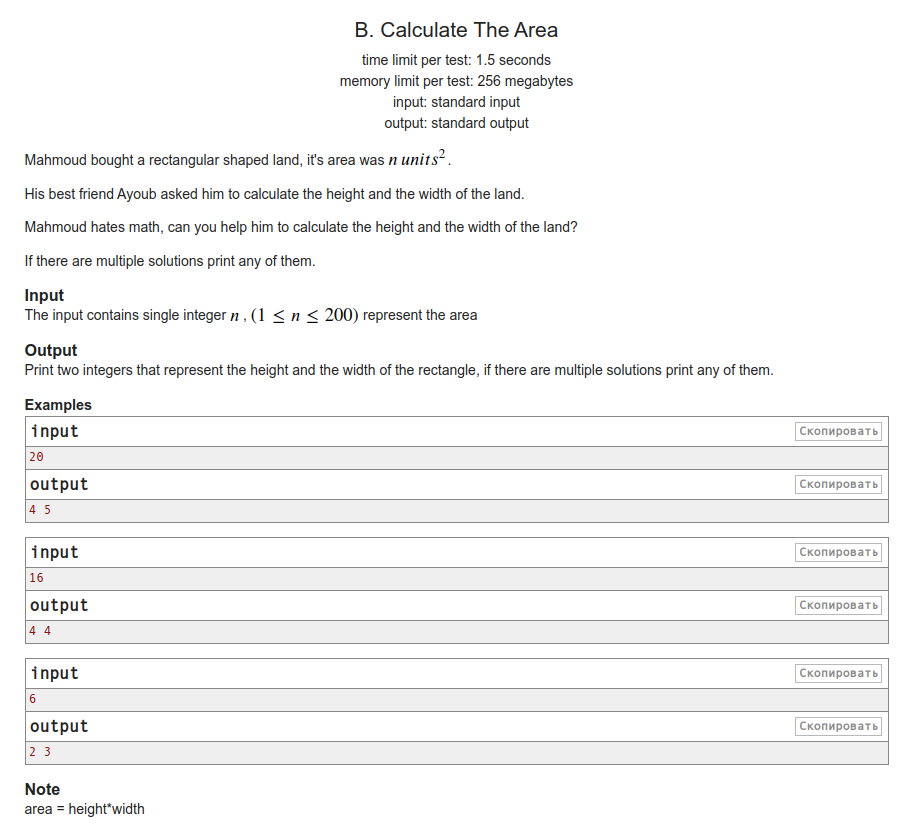 B. Calculate The Area
time limit per test: 1.5 seconds
memory limit per test: 256 megabytes
input: standard input
output: standard output
Mahmoud bought a rectangular shaped land, it's area was n units².
His best friend Ayoub asked him to calculate the height and the width of the land.
Mahmoud hates math, can you help him to calculate the height and the width of the land?
If there are multiple solutions print any of them.
Input
The input contains single integer n , (1 ≤ n ≤ 200) represent the area
Output
Print two integers that represent the height and the width of the rectangle, if there are multiple solutions print any of them.
Examples
input Скопировать
20
output Скопировать
4 5
input Скопировать
16
output Скопировать
4 4
input Скопировать
6
output Скопировать
2 3
Note
area = height*width